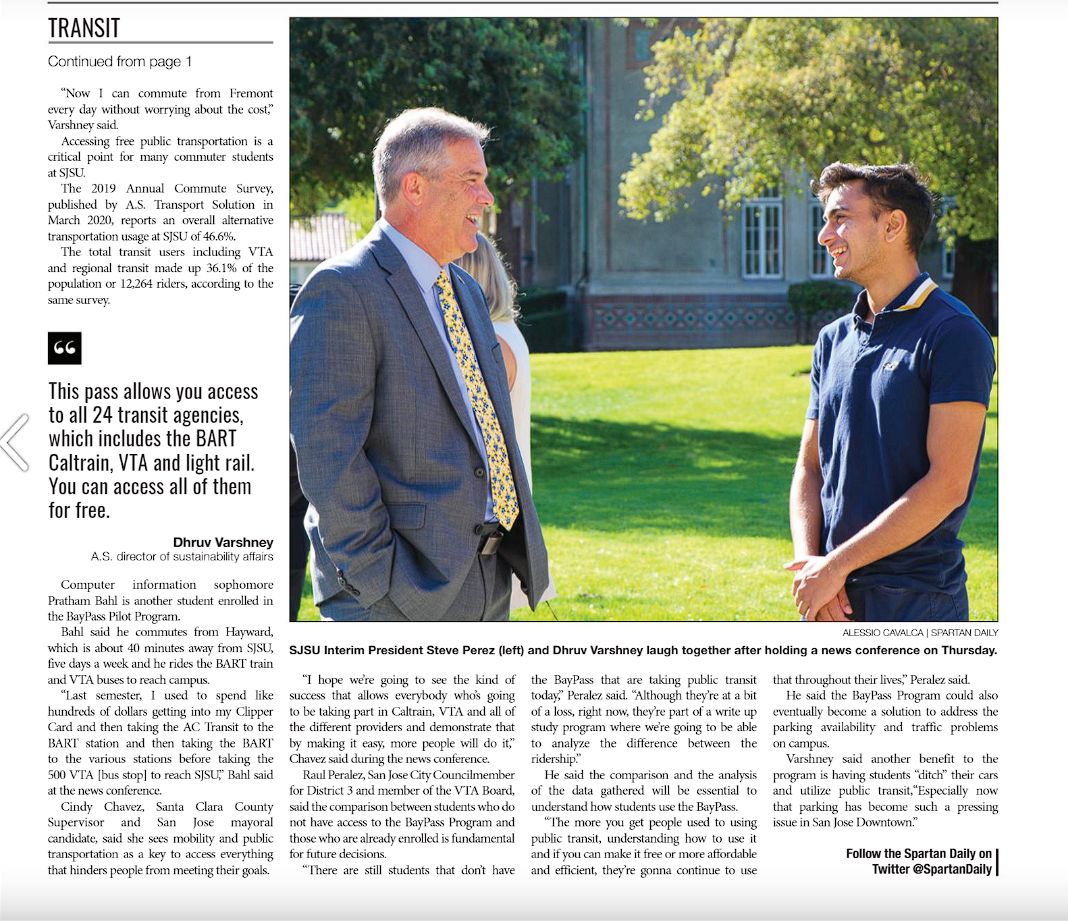 TRANSIT
Continued from page 1
“Now I can commute from Fremont
every day without worrying about the cost,”
Varshney said.
Accessing free public transportation is a
critical point for many commuter students
at SJSU.
The 2019 Annual Commute Survey,
published by A.S. Transport Solution in
March 2020, reports an overall alternative
transportation usage at SJSU of 46.6%.
The total transit users including VTA
and regional transit made up 36.1% of the
population or 12,264 riders, according to the
same survey.
“
This pass allows you access
to all 24 transit agencies,
which includes the BART
Caltrain, VTA and light rail.
You can access all of them
for free.
Dhruv Varshney
A.S. director of sustainability affairs
Computer information sophomore
Pratham Bahl is another student enrolled in
the BayPass Pilot Program.
Bahl said he commutes from Hayward,
which is about 40 minutes away from SJSU,
five days a week and he rides the BART train
and VTA buses to reach campus.
“Last semester, I used to spend like
hundreds of dollars getting into my Clipper
Card and then taking the AC Transit to the
BART station and then taking the BART
to the various stations before taking the
500 VTA [bus stop] to reach SJSU,” Bahl said
at the news conference.
Cindy Chavez, Santa Clara County
Supervisor and San Jose mayoral
candidate, said she sees mobility and public
transportation as a key to access everything
that hinders people from meeting their goals.
ALESSIO CAVALCA | SPARTAN DAILY
SJSU Interim President Steve Perez (left) and Dhruv Varshney laugh together after holding a news conference on Thursday.
“I hope we’re going to see the kind of
success that allows everybody who’s going
to be taking part in Caltrain, VTA and all of
the different providers and demonstrate that
by making it easy, more people will do it,”
Chavez said during the news conference.
Raul Peralez, San Jose City Councilmember
for District 3 and member of the VTA Board,
said the comparison between students who do
not have access to the BayPass Program and
those who are already enrolled is fundamental
for future decisions.
“There are still students that don’t have
the BayPass that are taking public transit
today,” Peralez said. “Although they’re at a bit
of a loss, right now, they’re part of a write up
study program where we’re going to be able
to analyze the difference between the
ridership.”
He said the comparison and the analysis
of the data gathered will be essential to
understand how students use the BayPass.
“The more you get people used to using
public transit, understanding how to use it
and if you can make it free or more affordable
and efficient, they’re gonna continue to use
that throughout their lives,” Peralez said.
He said the BayPass Program could also
eventually become a solution to address the
parking availability and traffic problems
on campus.
Varshney said another benefit to the
program is having students “ditch” their cars
and utilize public transit,“Especially now
that parking has become such a pressing
issue in San Jose Downtown.”
Follow the Spartan Daily on
Twitter @SpartanDaily